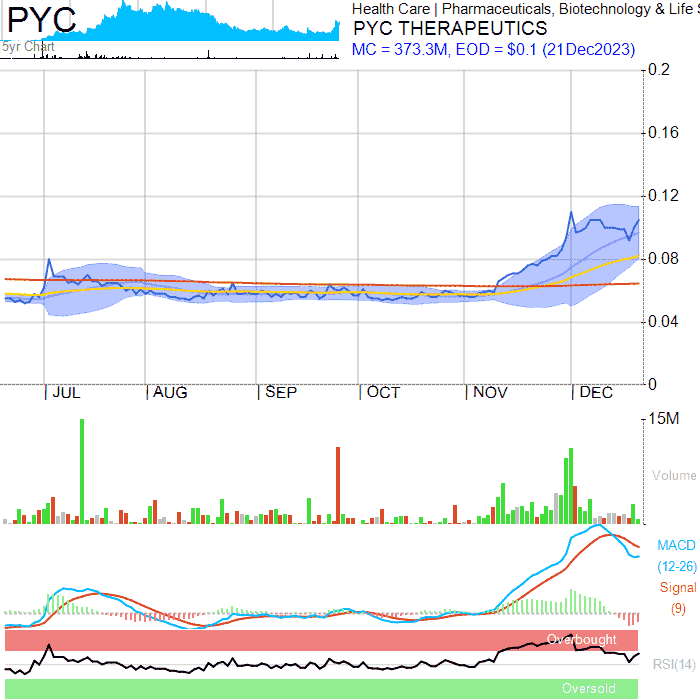 PYC
5yr Chart
Health Care | Pharmaceuticals, Biotechnology & Life S
PYC THERAPEUTICS
MC = 373.3M, EOD = $0.1 (21Dec2023)
0.2
0.16
0.12
0.08
0.04
0
JUL AUG SEP OCT NOV DEC
15M
Volume
MACD
(12-26)
Signal
(9)
Overbought
RSI(14)
Oversold